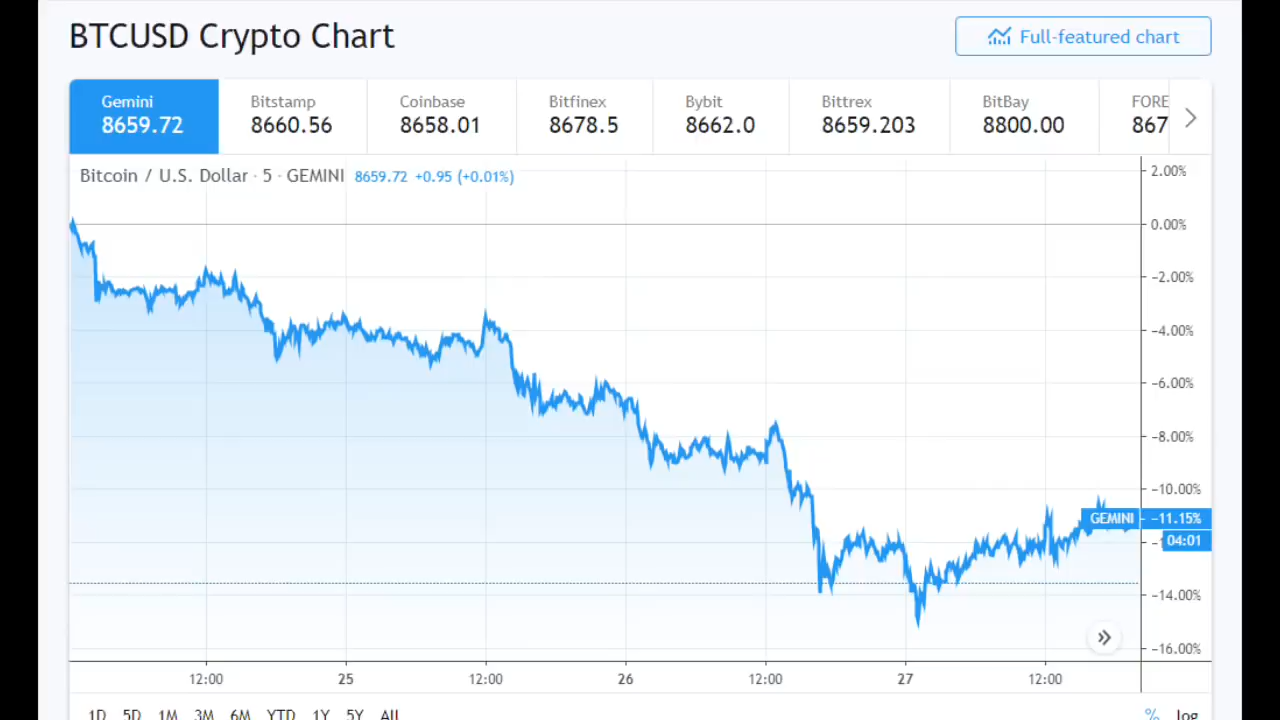 BTCUSD Crypto Chart
Full-featured chart
Gemini Bitstamp Coinbase Bitfinex Bybit Bittrex BitBay FORE
8659.72 8660.56 8658.01 8678.5 8662.0 8659.203 8800.00 867
Bitcoin / U.S. Dollar · 5 · GEMINI 8659.72 +0.95 (+0.01%)
2.00%
0.00%
−2.00%
−4.00%
−6.00%
−8.00%
−10.00%
GEMINI −11.15%
04:01
−14.00%
−16.00%
12:00 25 12:00 26 12:00 27 12:00
1D 5D 1M 3M 6M YTD 1Y 5Y All % log